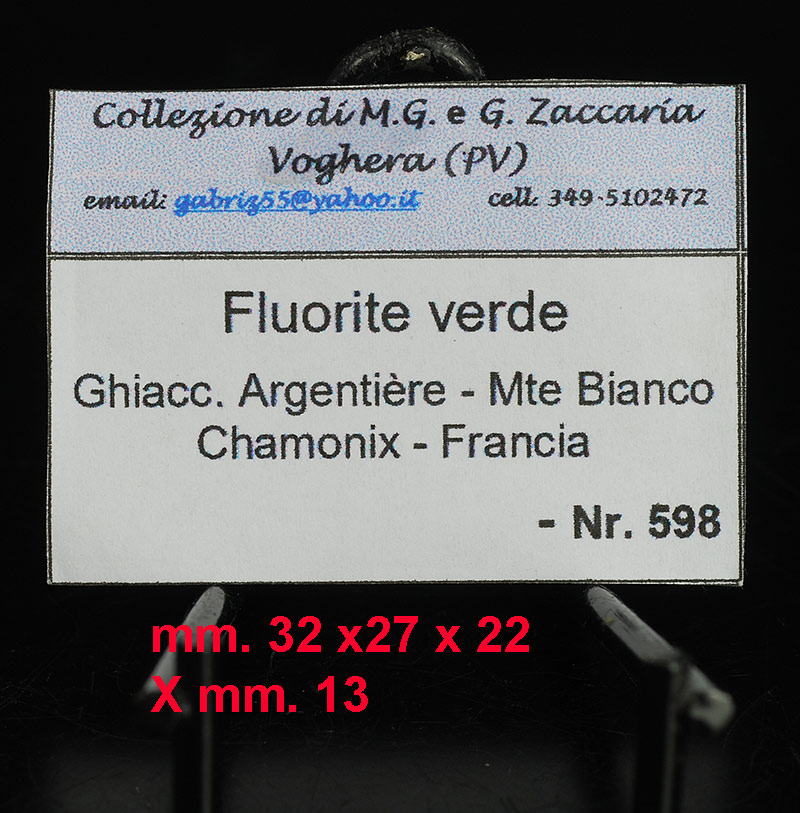 Collezione di M.G. e G. Zaccaria
Voghera (PV)
email: gabriz55@yahoo.it cell. 349-5102472
Fluorite verde
Ghiacc. Argentière - Mte Bianco
Chamonix - Francia
- Nr. 598
mm. 32 x27 x 22
X mm. 13